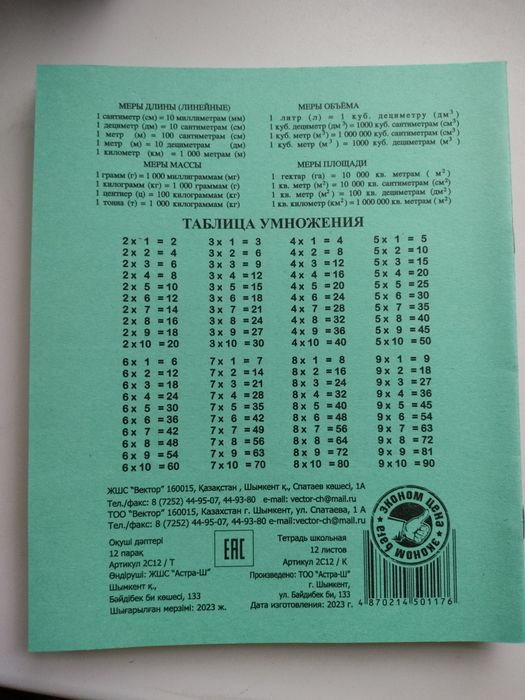 МЕРЫ ДЛИНЫ (ЛИНЕЙНЫЕ)
1 сантиметр (см) = 10 миллиметрам (мм)
1 дециметр (дм) = 10 сантиметрам (см)
1 метр (м) = 100 сантиметрам (см)
1 метр (м) = 10 дециметрам (дм)
1 километр (км) = 1 000 метрам (м)
МЕРЫ МАССЫ
1 грамм (г) = 1 000 миллиграммам (мг)
1 килограмм (кг) = 1 000 граммам (г)
1 центнер (ц) = 100 килограммам (кг)
1 тонна (т) = 1 000 килограммам (кг)
МЕРЫ ОБЪЁМА
1 литр (л) = 1 куб. дециметру (дм³)
1 куб. дециметр (дм³) = 1000 куб. сантиметрам (см³)
1 куб. метр (м³) = 1 000 000 куб. сантиметрам (см³)
1 куб. метр (м³) = 1000 куб. дециметрам (дм³)
МЕРЫ ПЛОЩАДИ
1 гектар (га) = 10 000 кв. метрам (м²)
1 кв. метр (м²) = 10 000 кв. сантиметрам (см²)
1 кв. метр (м²) = 100 кв. дециметрам (дм²)
1 кв. километр (км²) = 1 000 000 кв. метрам (м²)
ТАБЛИЦА УМНОЖЕНИЯ
2 x 1 = 2 3 x 1 = 3 4 x 1 = 4 5 x 1 = 5
2 x 2 = 4 3 x 2 = 6 4 x 2 = 8 5 x 2 = 10
2 x 3 = 6 3 x 3 = 9 4 x 3 = 12 5 x 3 = 15
2 x 4 = 8 3 x 4 = 12 4 x 4 = 16 5 x 4 = 20
2 x 5 = 10 3 x 5 = 15 4 x 5 = 20 5 x 5 = 25
2 x 6 = 12 3 x 6 = 18 4 x 6 = 24 5 x 6 = 30
2 x 7 = 14 3 x 7 = 21 4 x 7 = 28 5 x 7 = 35
2 x 8 = 16 3 x 8 = 24 4 x 8 = 32 5 x 8 = 40
2 x 9 = 18 3 x 9 = 27 4 x 9 = 36 5 x 9 = 45
2 x 10 = 20 3 x 10 = 30 4 x 10 = 40 5 x 10 = 50
6 x 1 = 6 7 x 1 = 7 8 x 1 = 8 9 x 1 = 9
6 x 2 = 12 7 x 2 = 14 8 x 2 = 16 9 x 2 = 18
6 x 3 = 18 7 x 3 = 21 8 x 3 = 24 9 x 3 = 27
6 x 4 = 24 7 x 4 = 28 8 x 4 = 32 9 x 4 = 36
6 x 5 = 30 7 x 5 = 35 8 x 5 = 40 9 x 5 = 45
6 x 6 = 36 7 x 6 = 42 8 x 6 = 48 9 x 6 = 54
6 x 7 = 42 7 x 7 = 49 8 x 7 = 56 9 x 7 = 63
6 x 8 = 48 7 x 8 = 56 8 x 8 = 64 9 x 8 = 72
6 x 9 = 54 7 x 9 = 63 8 x 9 = 72 9 x 9 = 81
6 x 10 = 60 7 x 10 = 70 8 x 10 = 80 9 x 10 = 90
ЖШС "Вектор" 160015, Қазақстан, Шымкент қ., Спатаев көшесі, 1А
Тел./факс: 8 (7252) 44-95-07, 44-93-80 e-mail: vector-ch@mail.ru
ТОО "Вектор" 160015, Казахстан г. Шымкент, ул. Спатаева, 1 А
Тел./факс: 8 (7252) 44-95-07, 44-93-80 e-mail:vector-ch@mail.ru
Оқушы дәптері
12 парақ
Артикул 2С12 / Т
Өндіруші: ЖШС "Астра-Ш"
Шымкент қ.,
Байдібек би көшесі, 133
Шығарылған мерзімі: 2023 ж.
ЕАС
Тетрадь школьная
12 листов
Артикул 2С12 / К
Произведено: ТОО "Астра-Ш"
г. Шымкент,
ул. Байдибек би, 133
Дата изготовления: 2023 г.
ЭКОНОМ ЦЕНА
ЭКОНОМ баға
4 870214 501176